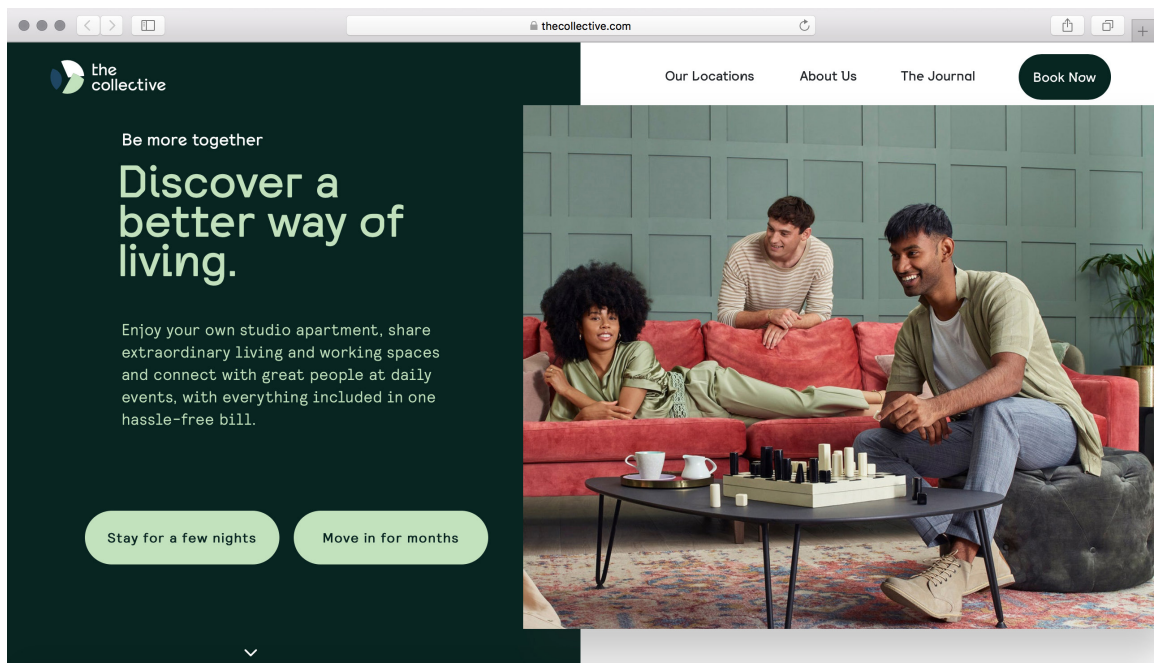 thecollective.com
the
collective
Our Locations
About Us
The Journal
Book Now
Be more together
Discover a
better way of
living.
Enjoy your own studio apartment, share
extraordinary living and working spaces
and connect with great people at daily
events, with everything included in one
hassle-free bill.
Stay for a few nights
Move in for months